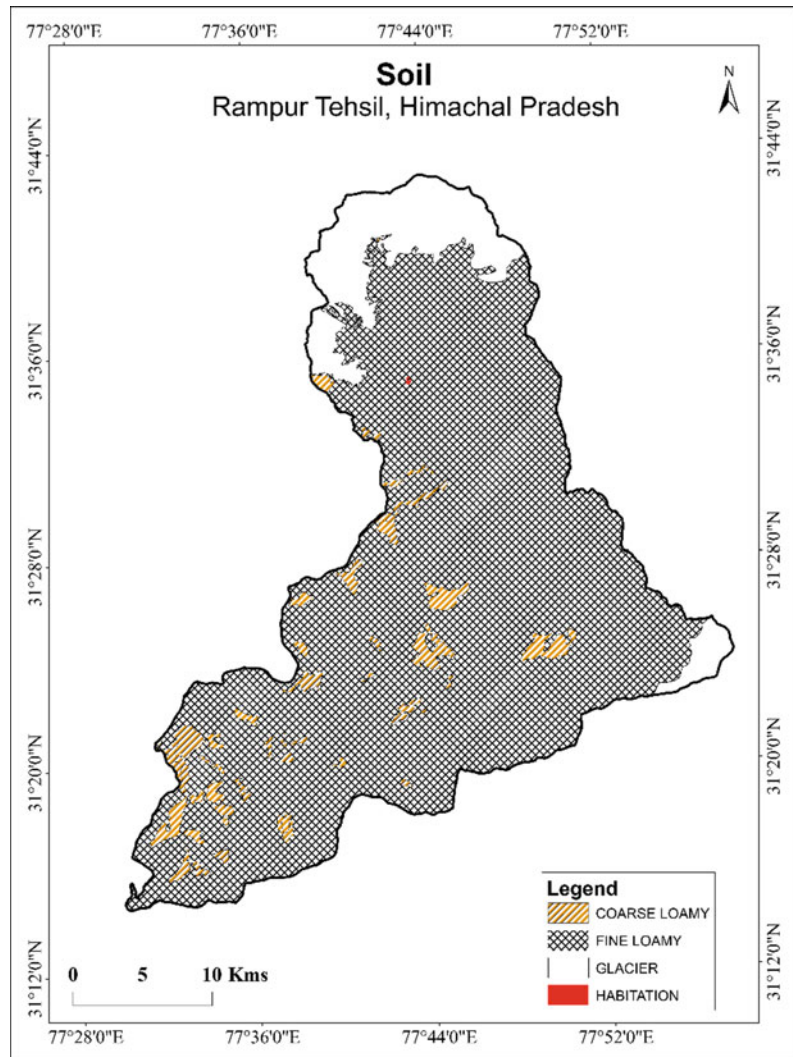 77°28'0"E 77°36'0"E 77°44'0"E 77°52'0"E
Soil
Rampur Tehsil, Himachal Pradesh
N
31°44'0"N 31°44'0"N
31°36'0"N 31°36'0"N
31°28'0"N 31°28'0"N
31°20'0"N 31°20'0"N
Legend
COARSE LOAMY
FINE LOAMY
GLACIER
HABITATION
0 5 10 Kms
31°12'0"N 31°12'0"N
77°28'0"E 77°36'0"E 77°44'0"E 77°52'0"E